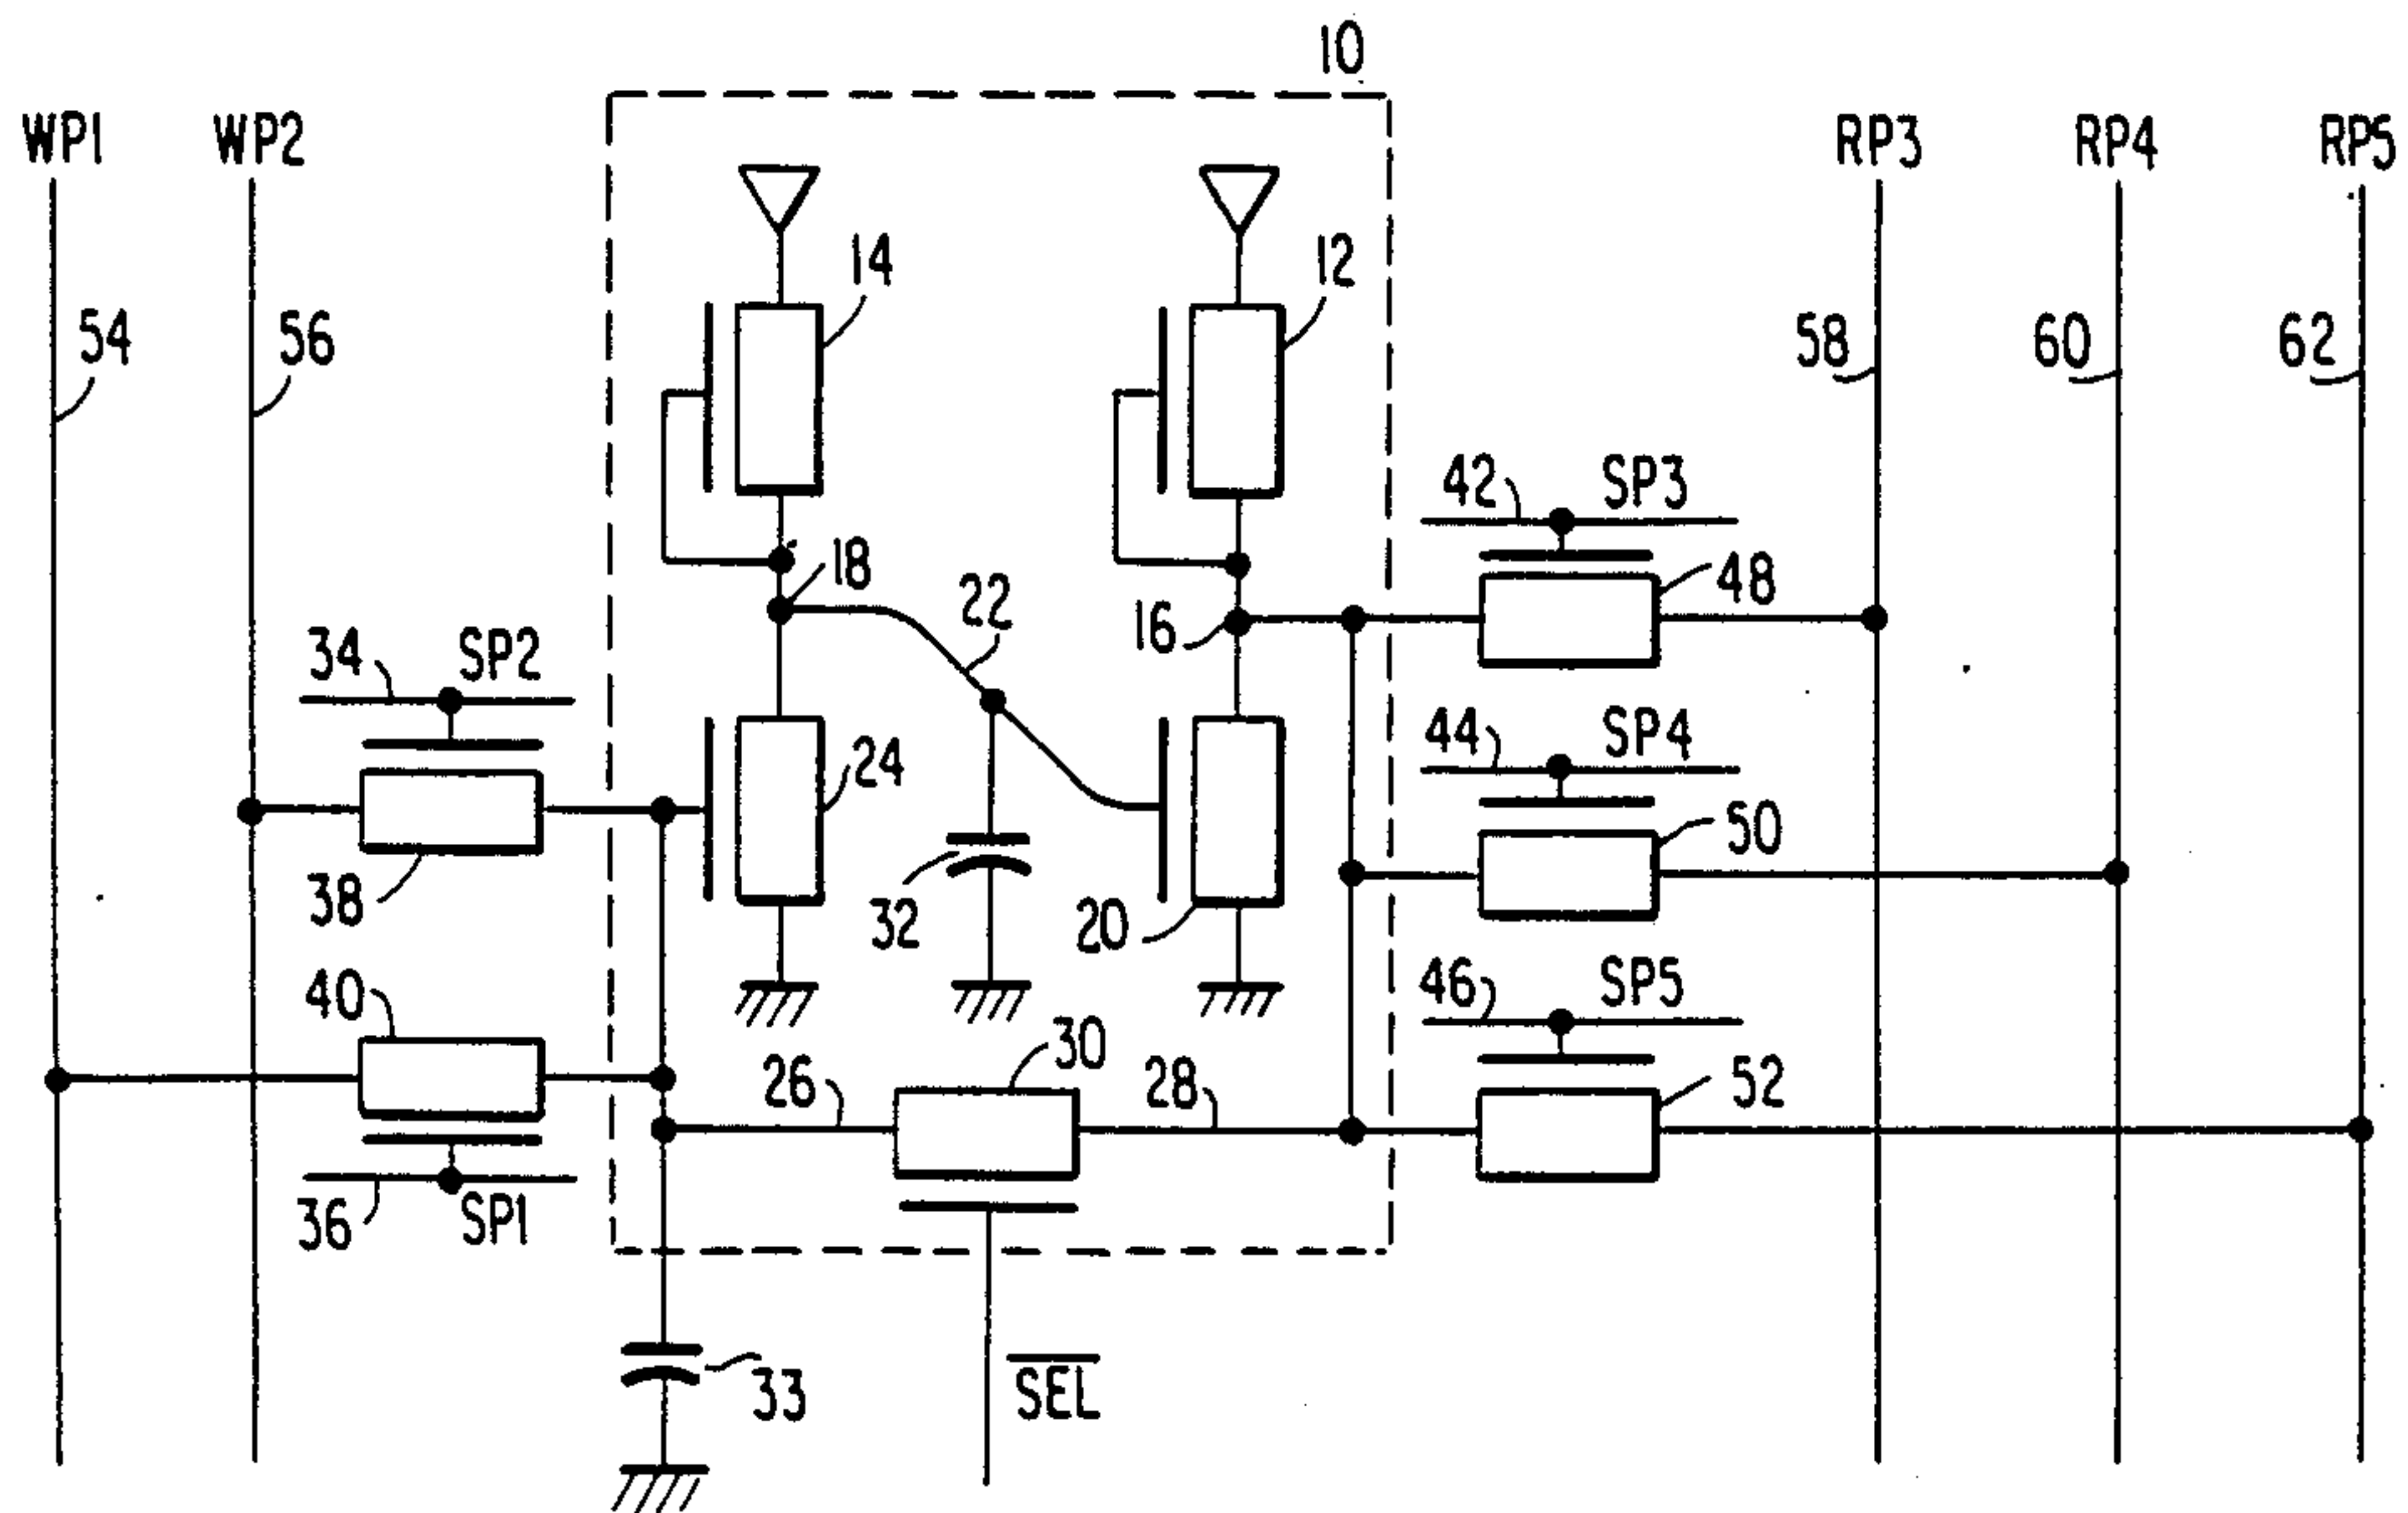 10
WP1 WP2 RP3 RP4 RP5
14 12
54 56 58 60 62
42 SP3
18 22 16 48
34 SP2
44 SP4
24 50
38 32 20
40 46 SP5
26 30 28 52
36 SP1
33 SEL